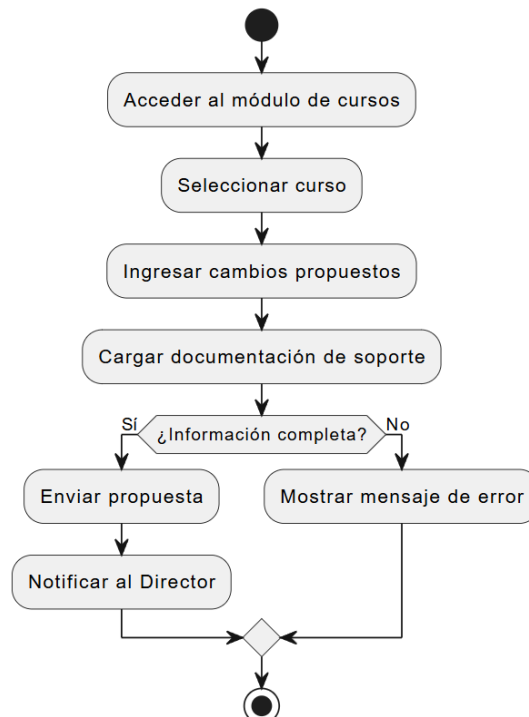 Acceder al módulo de cursos
Seleccionar curso
Ingresar cambios propuestos
Cargar documentación de soporte
Sí
¿Información completa?
No
Enviar propuesta
Mostrar mensaje de error
Notificar al Director